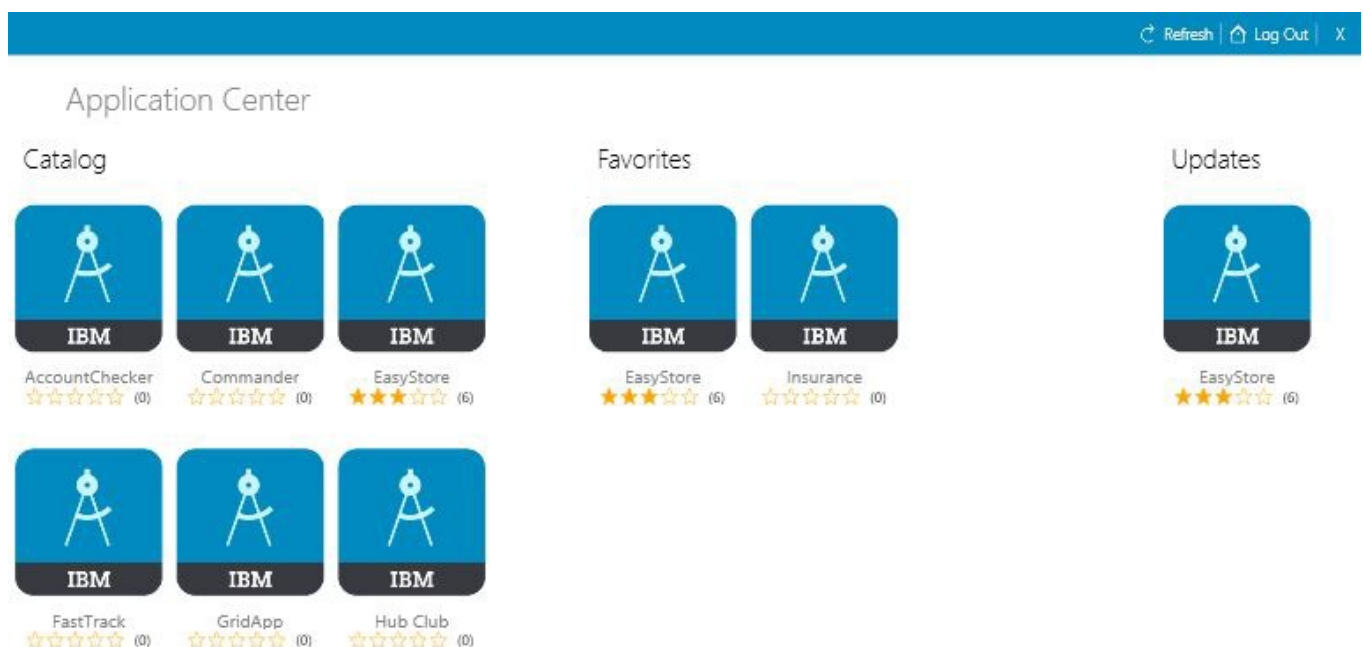 Refresh | Log Out | X
Application Center
Catalog
Favorites
Updates
IBM IBM IBM IBM IBM IBM
AccountChecker Commander EasyStore EasyStore Insurance EasyStore
(0) (0) (6) (6) (0) (6)
IBM IBM IBM
FastTrack GridApp Hub Club
(0) (0) (0)